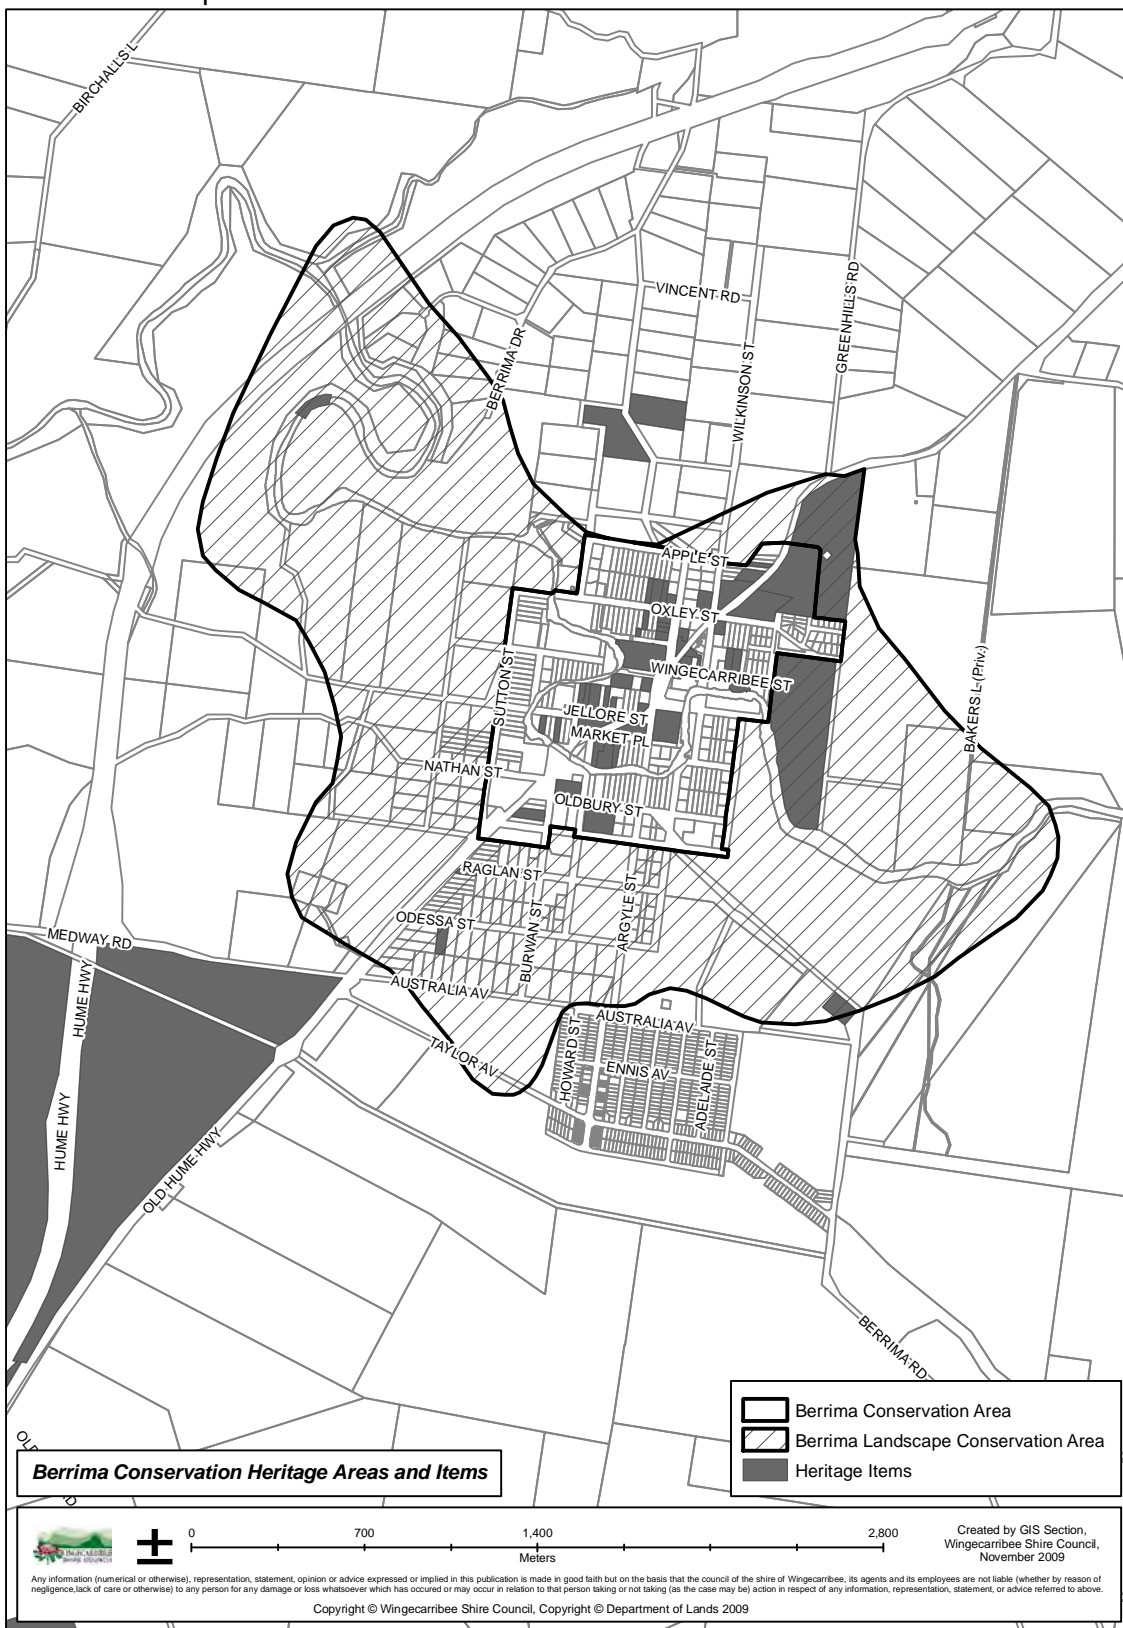 BIRCHALLS L
VINCENT RD
GREENHILLS RD
BERRIMA DR
WILKINSON ST
APPLE ST
OXLEY ST
WINGECARRIBEE ST
SUTTON ST
JELLORE ST
MARKET PL
BAKERS L (Priv.)
NATHAN ST
OLDBURY ST
RAGLAN ST
ODESSA ST
BURWAN ST
ARGYLE ST
MEDWAY RD
HUME HWY
AUSTRALIA AV
AUSTRALIA AV
TAYLOR AV
HOWARD ST
ENNIS AV
ADELAIDE ST
HUME HWY
OLD HUME HWY
BERRIMA RD
Berrima Conservation Area
Berrima Landscape Conservation Area
Heritage Items
Berrima Conservation Heritage Areas and Items
WINGECARRIBEE
SHIRE COUNCIL
0 700 1,400 2,800
Meters
Created by GIS Section,
Wingecarribee Shire Council,
November 2009
Any information (numerical or otherwise), representation, statement, opinion or advice expressed or implied in this publication is made in good faith but on the basis that the council of the shire of Wingecarribee, its agents and its employees are not liable (whether by reason of
negligence,lack of care or otherwise) to any person for any damage or loss whatsoever which has occured or may occur in relation to that person taking or not taking (as the case may be) action in respect of any information, representation, statement, or advice referred to above.
Copyright © Wingecarribee Shire Council, Copyright © Department of Lands 2009